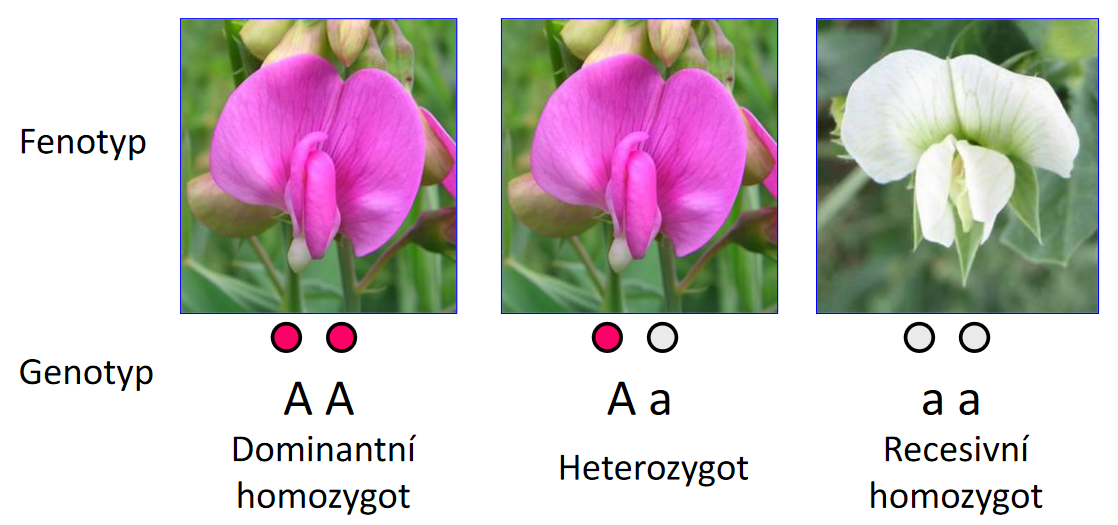 Fenotyp
Genotyp
A A
A a
a a
Dominantní
homozygot
Heterozygot
Recesivní
homozygot